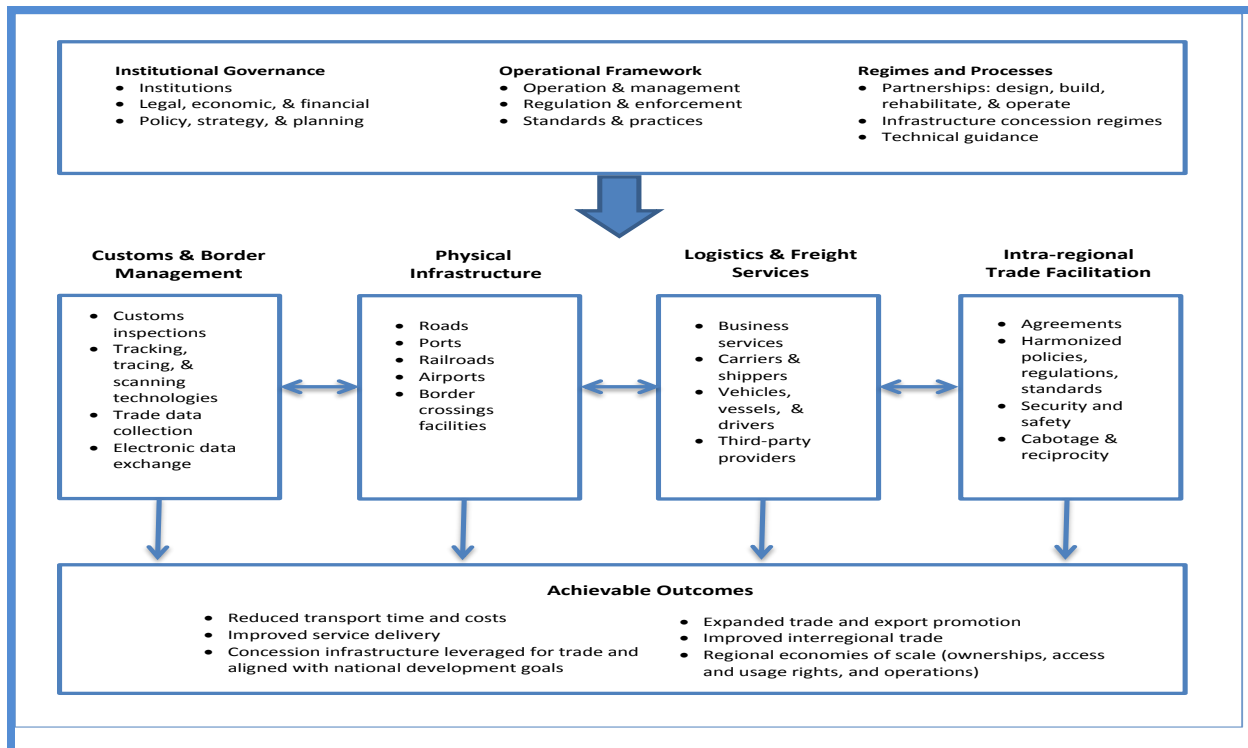 Institutional Governance
• Institutions
• Legal, economic, & financial
• Policy, strategy, & planning
Operational Framework
• Operation & management
• Regulation & enforcement
• Standards & practices
Regimes and Processes
• Partnerships: design, build,
rehabilitate, & operate
• Infrastructure concession regimes
• Technical guidance
Customs & Border
Management
• Customs
inspections
• Tracking,
tracing, &
scanning
technologies
• Trade data
collection
• Electronic data
exchange
Physical
Infrastructure
• Roads
• Ports
• Railroads
• Airports
• Border
crossings
facilities
Logistics & Freight
Services
• Business
services
• Carriers &
shippers
• Vehicles,
vessels, &
drivers
• Third-party
providers
Intra-regional
Trade Facilitation
• Agreements
• Harmonized
policies,
regulations,
standards
• Security and
safety
• Cabotage &
reciprocity
Achievable Outcomes
• Reduced transport time and costs
• Improved service delivery
• Concession infrastructure leveraged for trade and
aligned with national development goals
• Expanded trade and export promotion
• Improved interregional trade
• Regional economies of scale (ownerships, access
and usage rights, and operations)